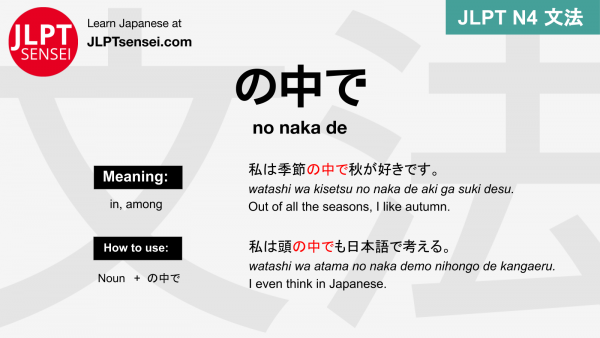 JLPT
SENSEI
Learn Japanese at
JLPTsensei.com
JLPT N4 文法
文法
の中で
no naka de
Meaning:
in, among
私は季節の中で秋が好きです。
watashi wa kisetsu no naka de aki ga suki desu.
Out of all the seasons, I like autumn.
How to use:
Noun + の中で
私は頭の中でも日本語で考える。
watashi wa atama no naka demo nihongo de kangaeru.
I even think in Japanese.